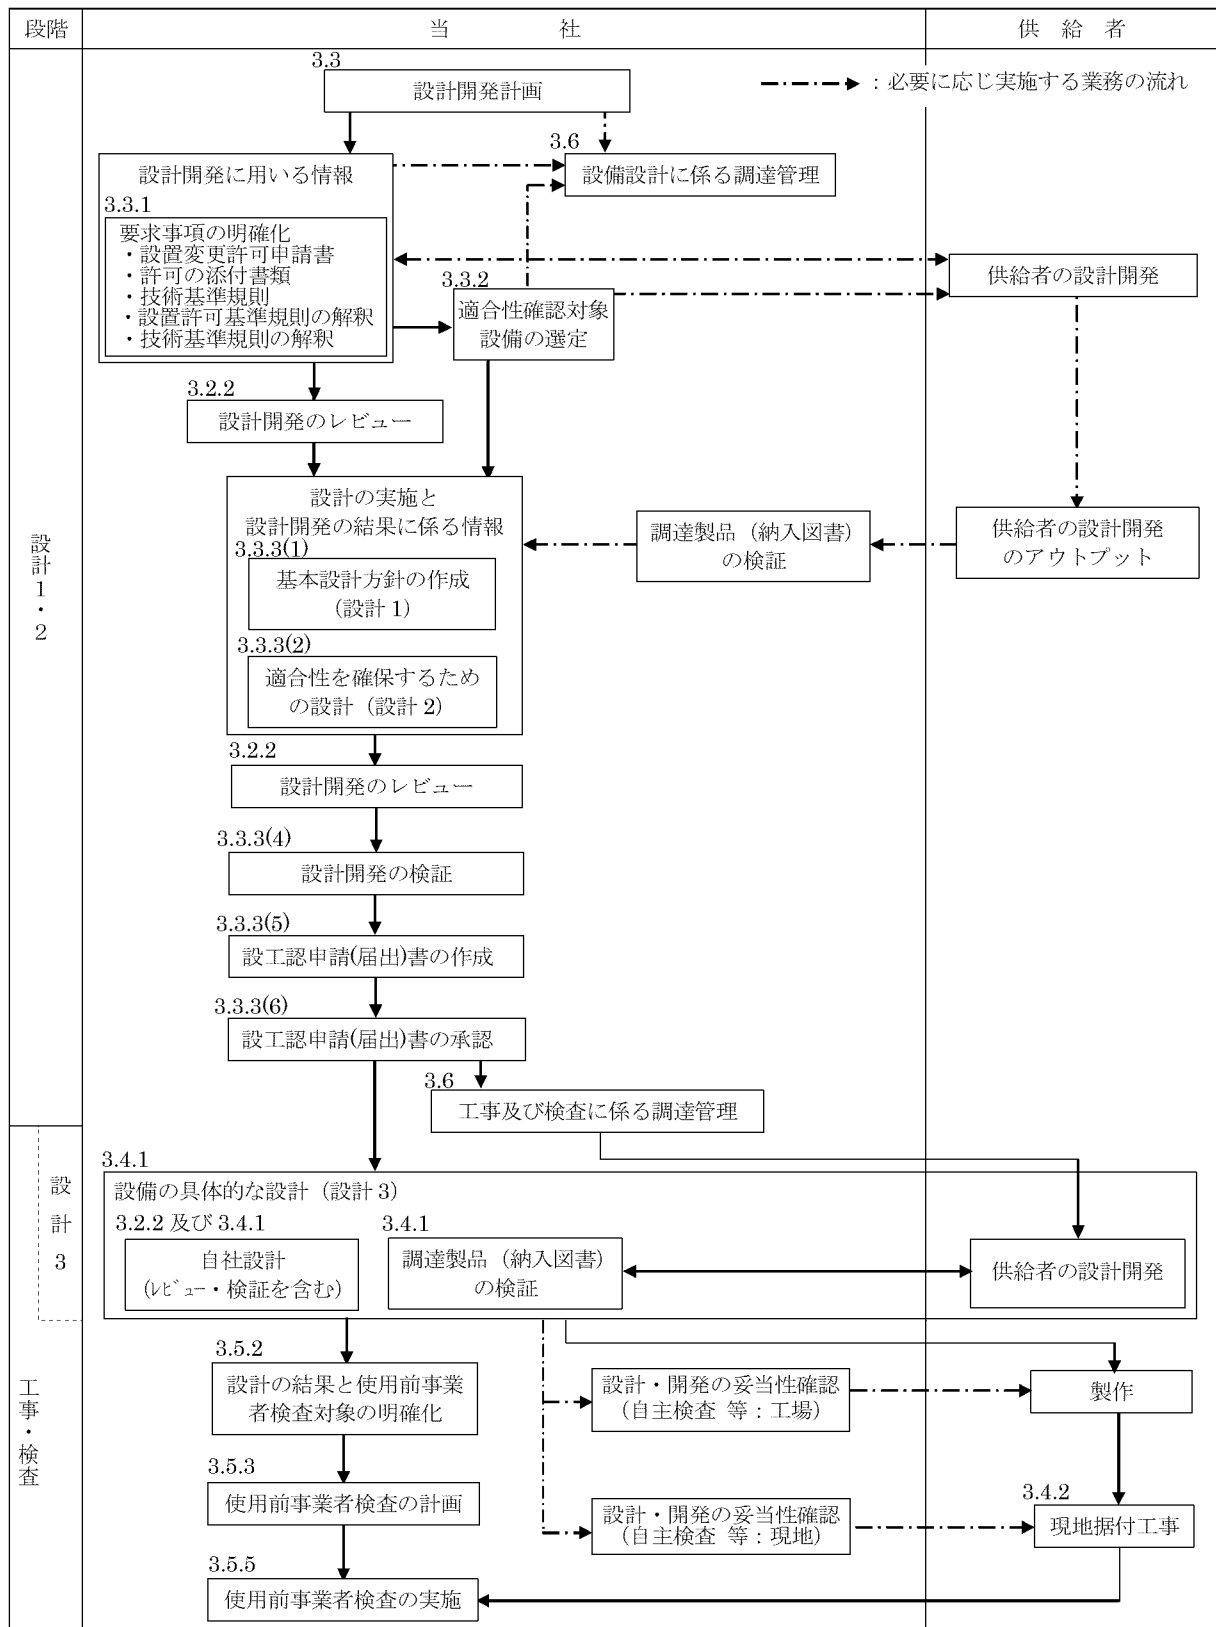 段階
当　　　社
供　給　者
3.3
設計開発計画
：必要に応じ実施する業務の流れ
3.6
設備設計に係る調達管理
設計開発に用いる情報
3.3.1
要求事項の明確化
・設置変更許可申請書
・許可の添付書類
・技術基準規則
・設置許可基準規則の解釈
・技術基準規則の解釈
3.3.2
適合性確認対象
設備の選定
供給者の設計開発
3.2.2
設計開発のレビュー
設計の実施と
設計開発の結果に係る情報
3.3.3(1)
基本設計方針の作成
(設計 1)
3.3.3(2)
適合性を確保するため
の設計（設計 2）
調達製品（納入図書）
の検証
供給者の設計開発
のアウトプット
設計１・２
3.2.2
設計開発のレビュー
3.3.3(4)
設計開発の検証
3.3.3(5)
設工認申請(届出)書の作成
3.3.3(6)
設工認申請(届出)書の承認
3.6
工事及び検査に係る調達管理
設計３
3.4.1
設備の具体的な設計（設計 3）
3.2.2 及び 3.4.1
自社設計
(ﾚﾋﾞｭｰ・検証を含む)
3.4.1
調達製品（納入図書）
の検証
供給者の設計開発
工事・検査
3.5.2
設計の結果と使用前事業
者検査対象の明確化
設計・開発の妥当性確認
（自主検査 等：工場）
製作
3.5.3
使用前事業者検査の計画
設計・開発の妥当性確認
（自主検査 等：現地）
3.4.2
現地据付工事
3.5.5
使用前事業者検査の実施